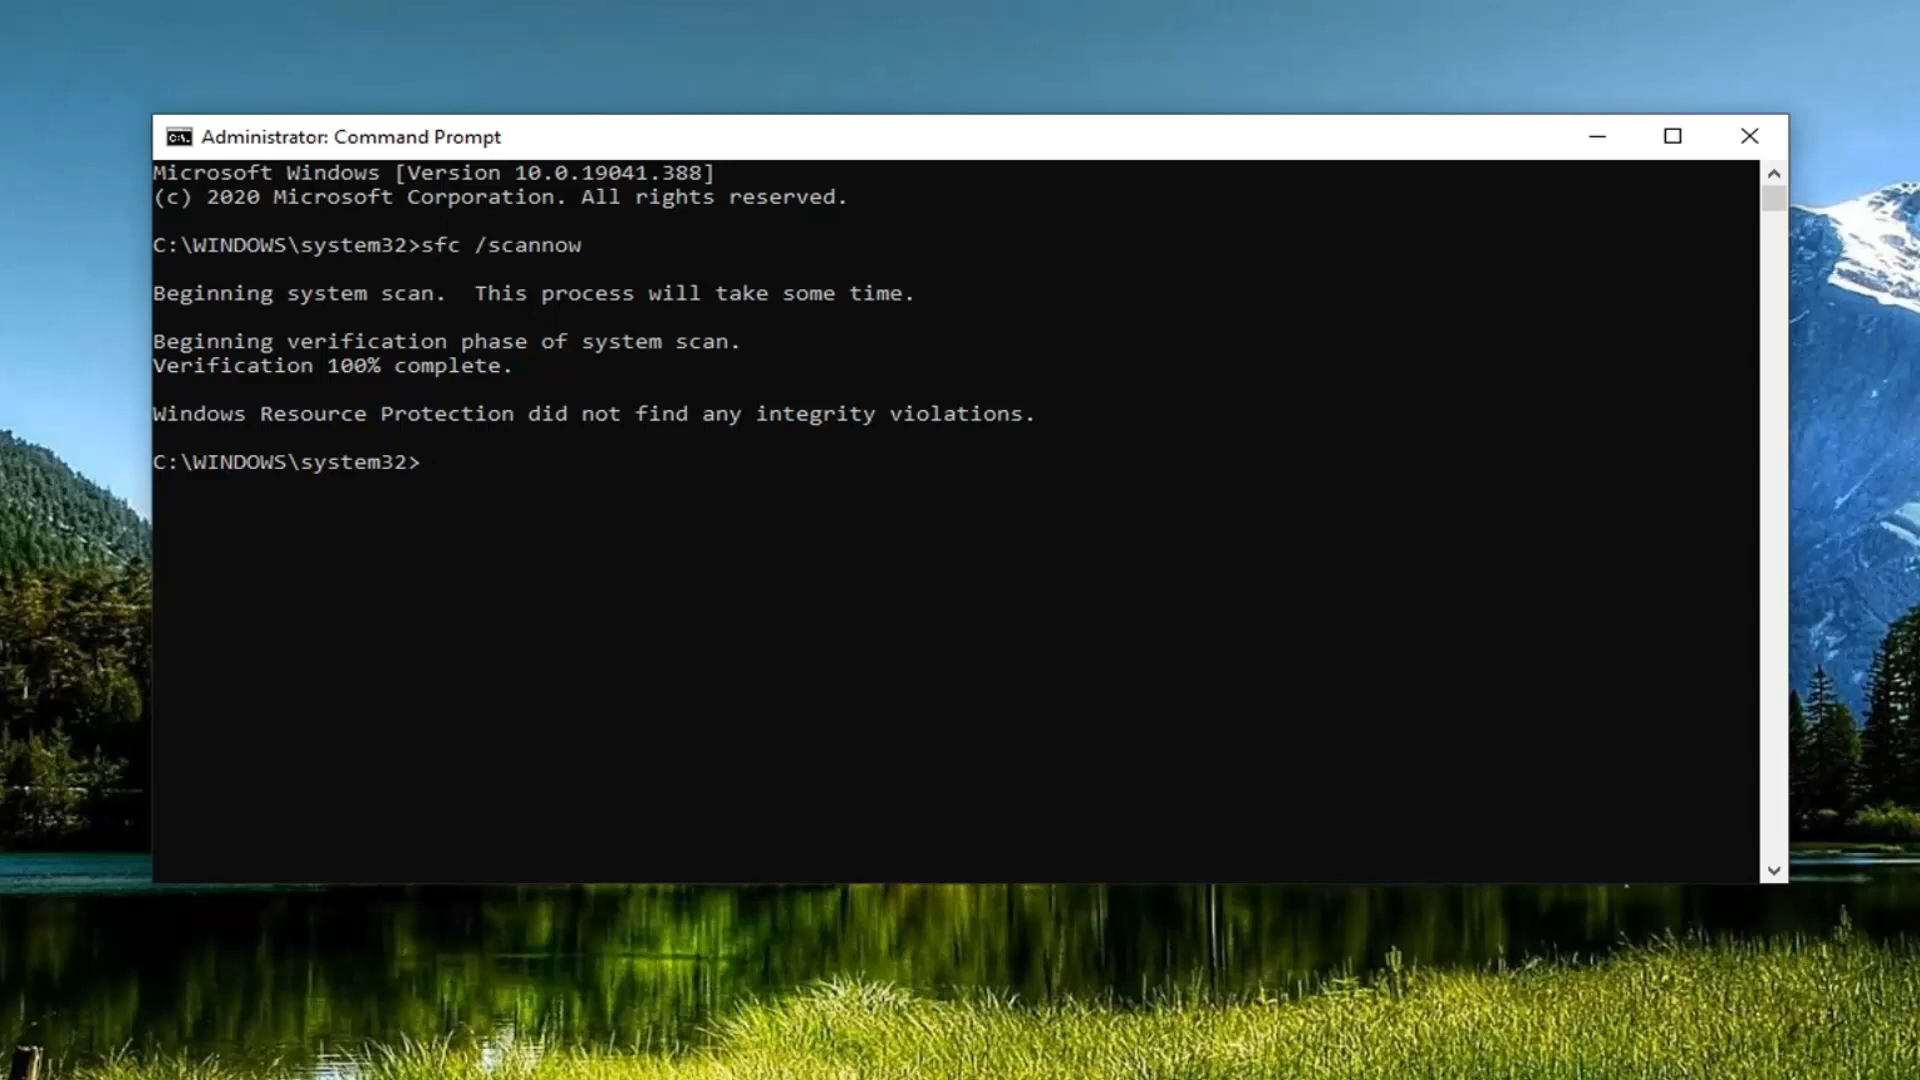 Administrator: Command Prompt
Microsoft Windows [Version 10.0.19041.388]
(c) 2020 Microsoft Corporation. All rights reserved.
C:\WINDOWS\system32>sfc /scannow
Beginning system scan.  This process will take some time.
Beginning verification phase of system scan.
Verification 100% complete.
Windows Resource Protection did not find any integrity violations.
C:\WINDOWS\system32>